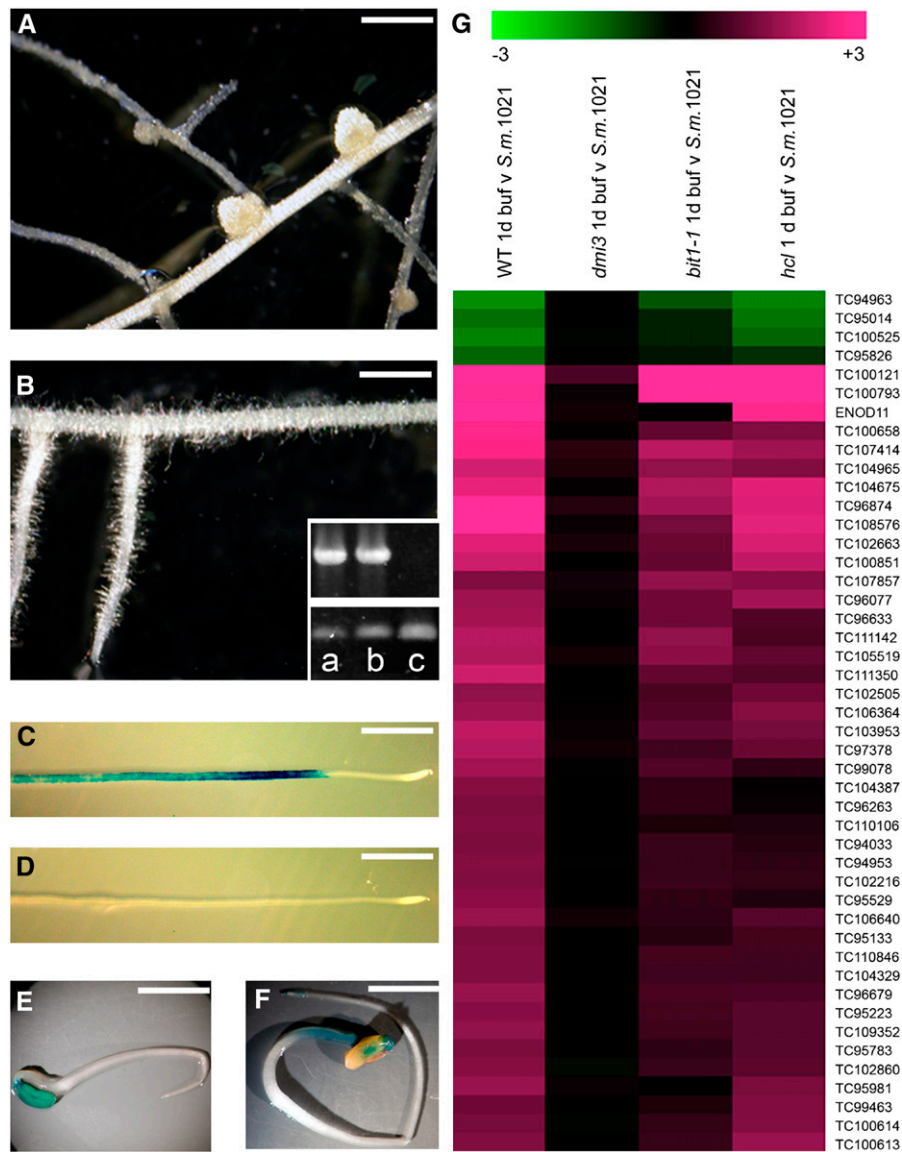 A
B
a b c
C
D
E
F
G
-3 +3
WT 1d buf v S.m.1021
dmi3 1d buf v S.m.1021
bit1-1 1d buf v S.m.1021
hcl 1 d buf v S.m.1021
TC94963
TC95014
TC100525
TC95826
TC100121
TC100793
ENOD11
TC100658
TC107414
TC104965
TC104675
TC96874
TC108576
TC102663
TC100851
TC107857
TC96077
TC96633
TC111142
TC105519
TC111350
TC102505
TC106364
TC103953
TC97378
TC99078
TC104387
TC96263
TC110106
TC94033
TC94953
TC102216
TC95529
TC106640
TC95133
TC110846
TC104329
TC96679
TC95223
TC109352
TC95783
TC102860
TC95981
TC99463
TC100614
TC100613